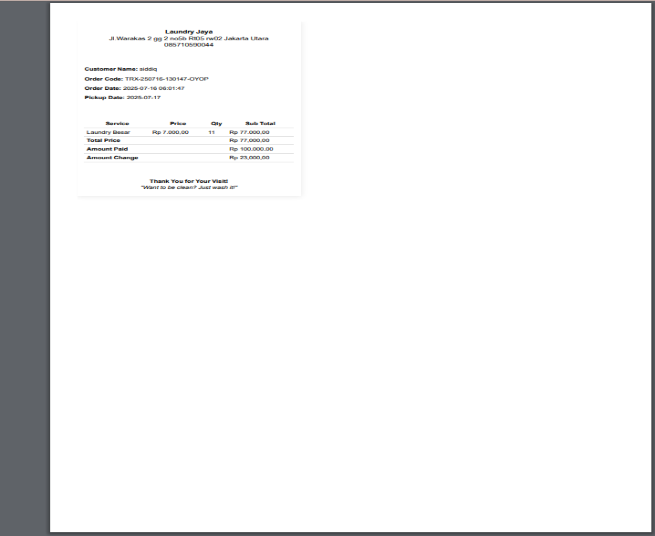 Laundry Jaya
Jl.Warakas 2 gg 2 no5b Rt05 rw02 Jakarta Utara
085710590044
Customer Name: siddiq
Order Code: TRX-250716-130147-OYOP
Order Date: 2025-07-16 06:01:47
Pickup Date: 2025-07-17
Service Price Qty Sub Total
Laundry Besar Rp 7.000,00 11 Rp 77.000,00
Total Price Rp 77.000,00
Amount Paid Rp 100.000,00
Amount Change Rp 23.000,00
Thank You for Your Visit!
"Want to be clean? Just wash it!"